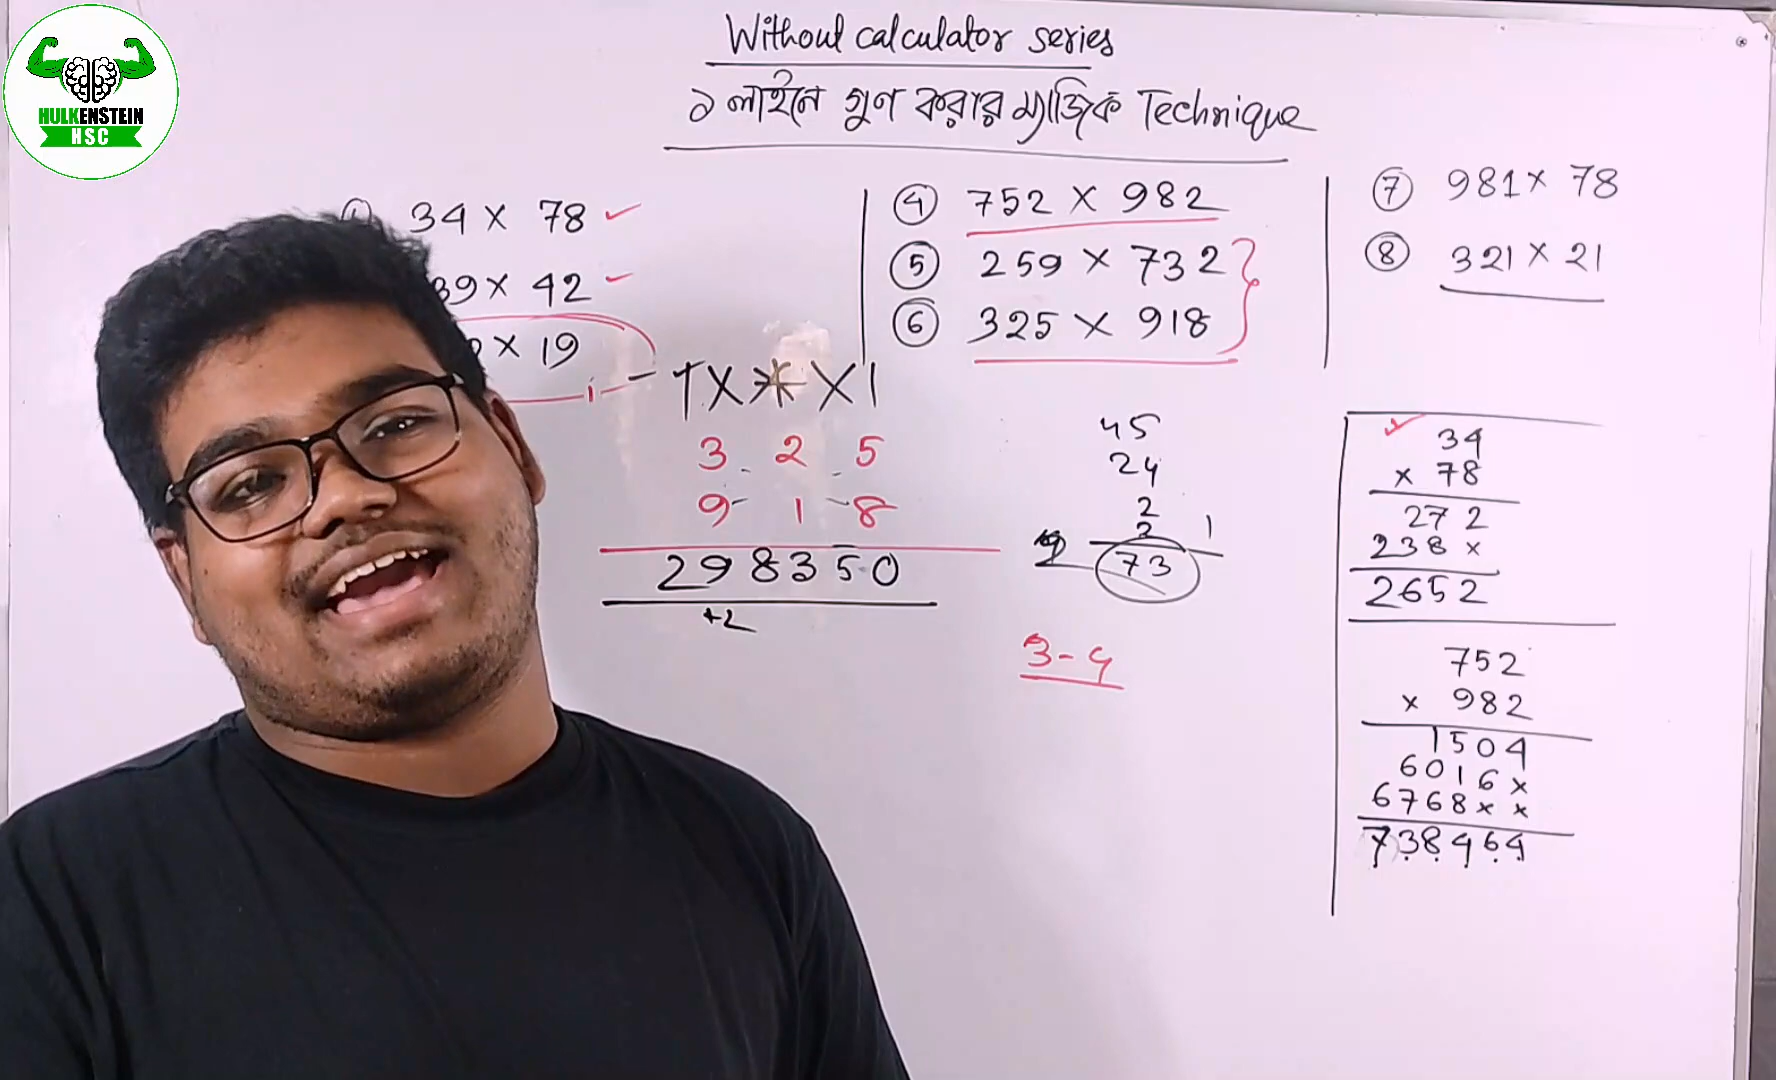 HULKENSTEIN
HSC
Without calculator series
১ লাইনে গুণ করার ম্যাজিক Technique
34 × 78 ✓
39 × 42
× 19
④ 752 × 982
⑤ 259 × 732
⑥ 325 × 918
⑦ 981 × 78
⑧ 321 × 21
3 2 5
9 1 8
298350
+2
45
24
2
2 1
73
3-4
34
× 78
272
238×
2652
752
× 982
1504
6016×
6768××
738464